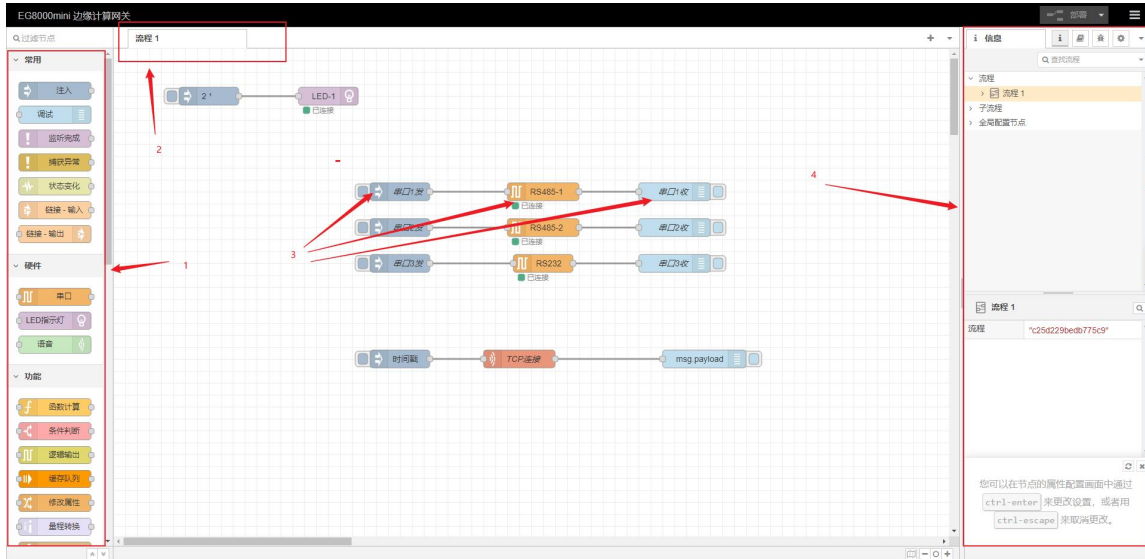 EG8000mini 边缘计算网关
部署
过滤节点
流程 1
信息
查找流程
常用
注入
调试
监听完成
捕获异常
状态变化
链接 - 输入
链接 - 输出
硬件
串口
LED指示灯
语音
功能
函数计算
条件判断
逻辑输出
缓存队列
修改属性
量程转换
1
2
2 '
LED-1
已连接
3
串口1发
RS485-1
串口1收
已连接
串口2发
RS485-2
串口2收
已连接
串口3发
RS232
串口3收
已连接
时间戳
TCP连接
msg.payload
4
流程
流程 1
子流程
全局配置节点
流程 1
流程
"c25d229bedb775c9"
您可以在节点的属性配置画面中通过
ctrl-enter 来更改设置，或者用
ctrl-escape 来取消更改。